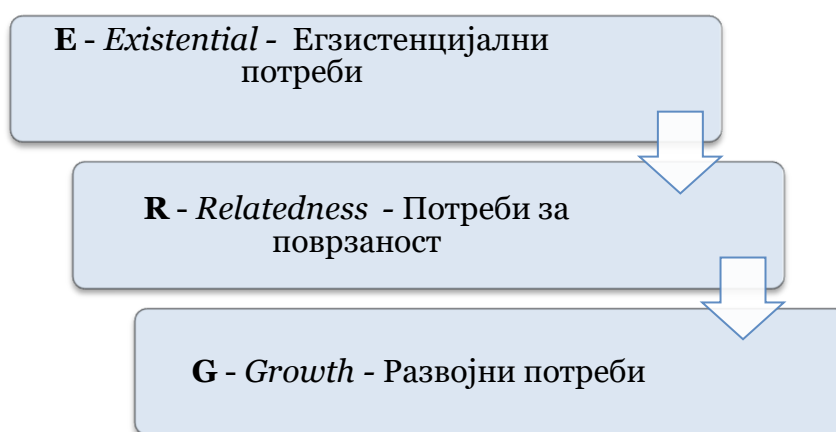 E - Existential - Егзистенцијални
потреби
R - Relatedness - Потреби за
поврзаност
G - Growth - Развојни потреби